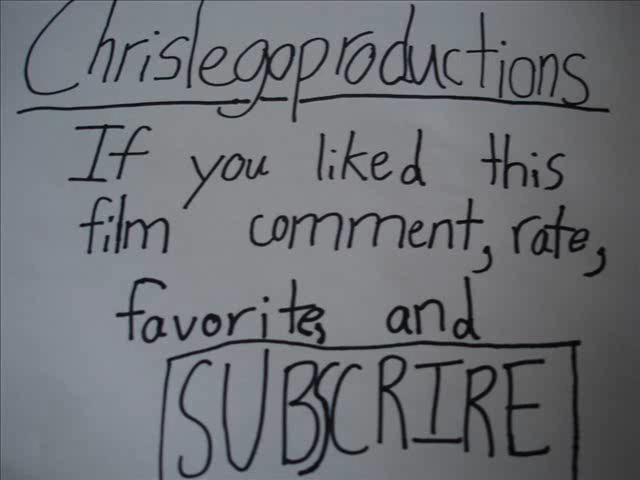 Chrislegoproductions
If you liked this
film comment, rate,
favorite, and
SUBSCRIRE